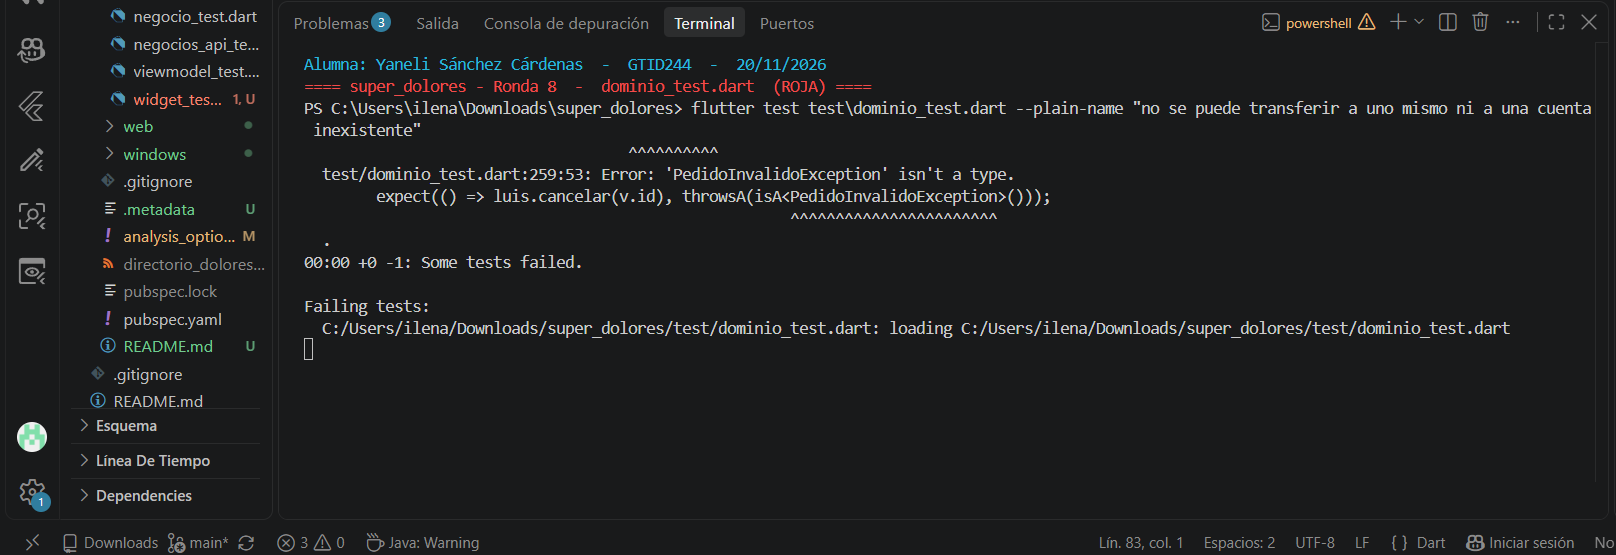 negocio_test.dart
negocios_api_te...
viewmodel_test....
widget_tes... 1, U
web
windows
.gitignore
.metadata U
analysis_optio... M
directorio_dolores...
pubspec.lock
pubspec.yaml
README.md U
.gitignore
README.md
Esquema
Línea De Tiempo
Dependencies
1
Problemas 3 Salida Consola de depuración Terminal Puertos
powershell
Alumna: Yaneli Sánchez Cárdenas - GTID244 - 20/11/2026
==== super_dolores - Ronda 8 - dominio_test.dart (ROJA) ====
PS C:\Users\ilena\Downloads\super_dolores> flutter test test\dominio_test.dart --plain-name "no se puede transferir a uno mismo ni a una cuenta
inexistente"
^^^^^^^^^^
test/dominio_test.dart:259:53: Error: 'PedidoInvalidoException' isn't a type.
expect(() => luis.cancelar(v.id), throwsA(isA<PedidoInvalidoException>()));
^^^^^^^^^^^^^^^^^^^^^^^
.
00:00 +0 -1: Some tests failed.
Failing tests:
C:/Users/ilena/Downloads/super_dolores/test/dominio_test.dart: loading C:/Users/ilena/Downloads/super_dolores/test/dominio_test.dart
Downloads main* 3 0 Java: Warning Lín. 83, col. 1 Espacios: 2 UTF-8 LF { } Dart Iniciar sesión No